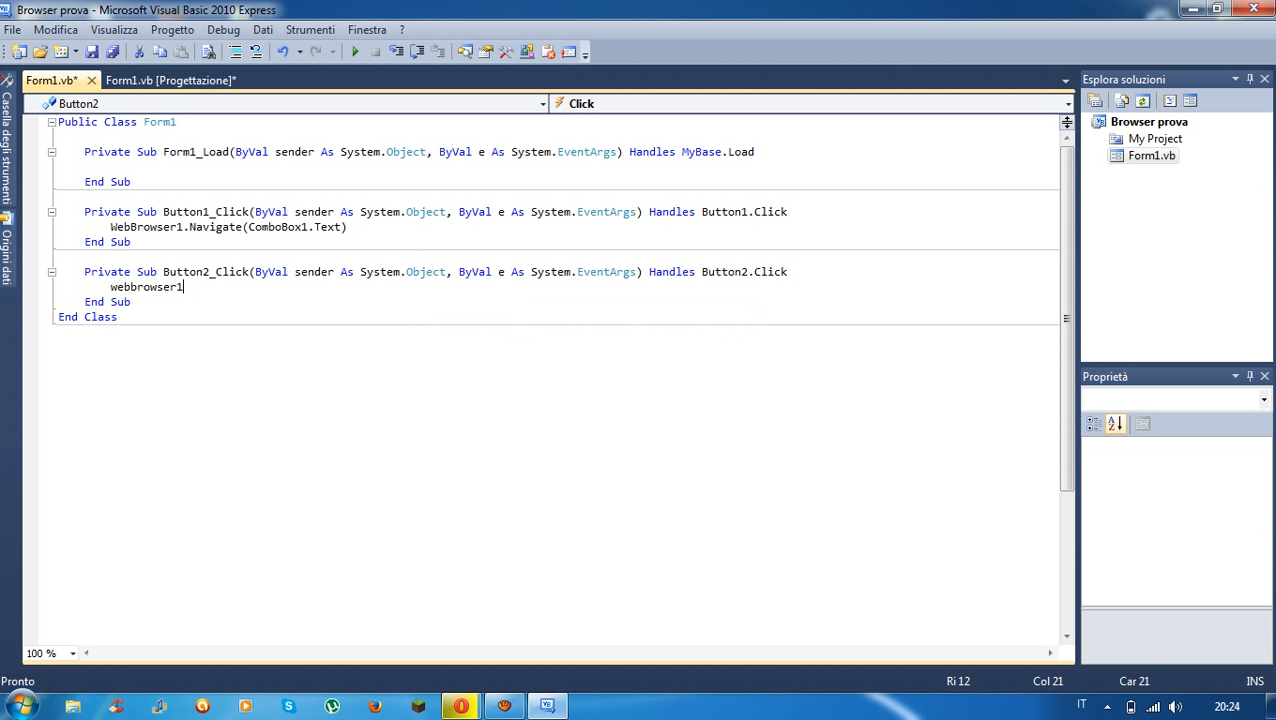 Browser prova - Microsoft Visual Basic 2010 Express
File Modifica Visualizza Progetto Debug Dati Strumenti Finestra ?
Form1.vb* Form1.vb [Progettazione]*
Button2 Click
Public Class Form1
Private Sub Form1_Load(ByVal sender As System.Object, ByVal e As System.EventArgs) Handles MyBase.Load
End Sub
Private Sub Button1_Click(ByVal sender As System.Object, ByVal e As System.EventArgs) Handles Button1.Click
WebBrowser1.Navigate(ComboBox1.Text)
End Sub
Private Sub Button2_Click(ByVal sender As System.Object, ByVal e As System.EventArgs) Handles Button2.Click
webbrowser1
End Sub
End Class
100 %
Casella degli strumenti
Origini dati
Esplora soluzioni
Browser prova
My Project
Form1.vb
Proprietà
Pronto Ri 12 Col 21 Car 21 INS
IT 20:24